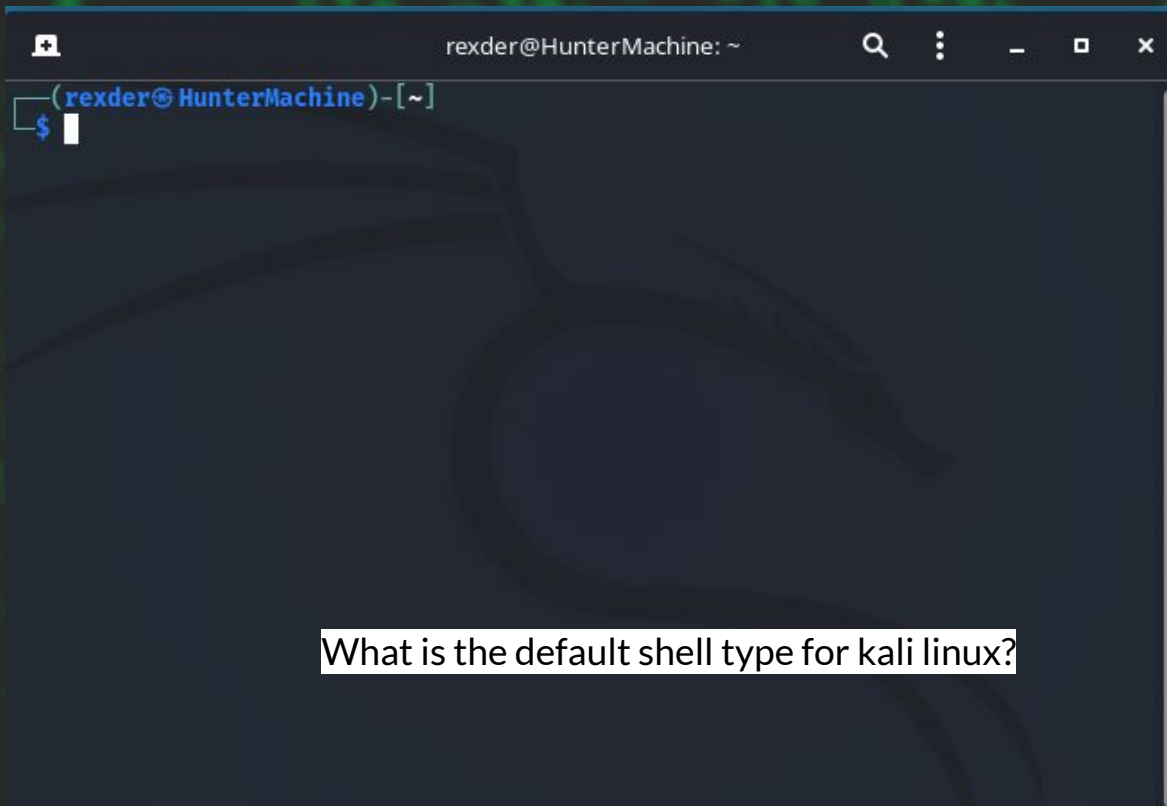 rexder@HunterMachine: ~
┌──(rexder㉿HunterMachine)-[~]
└─$
What is the default shell type for kali linux?